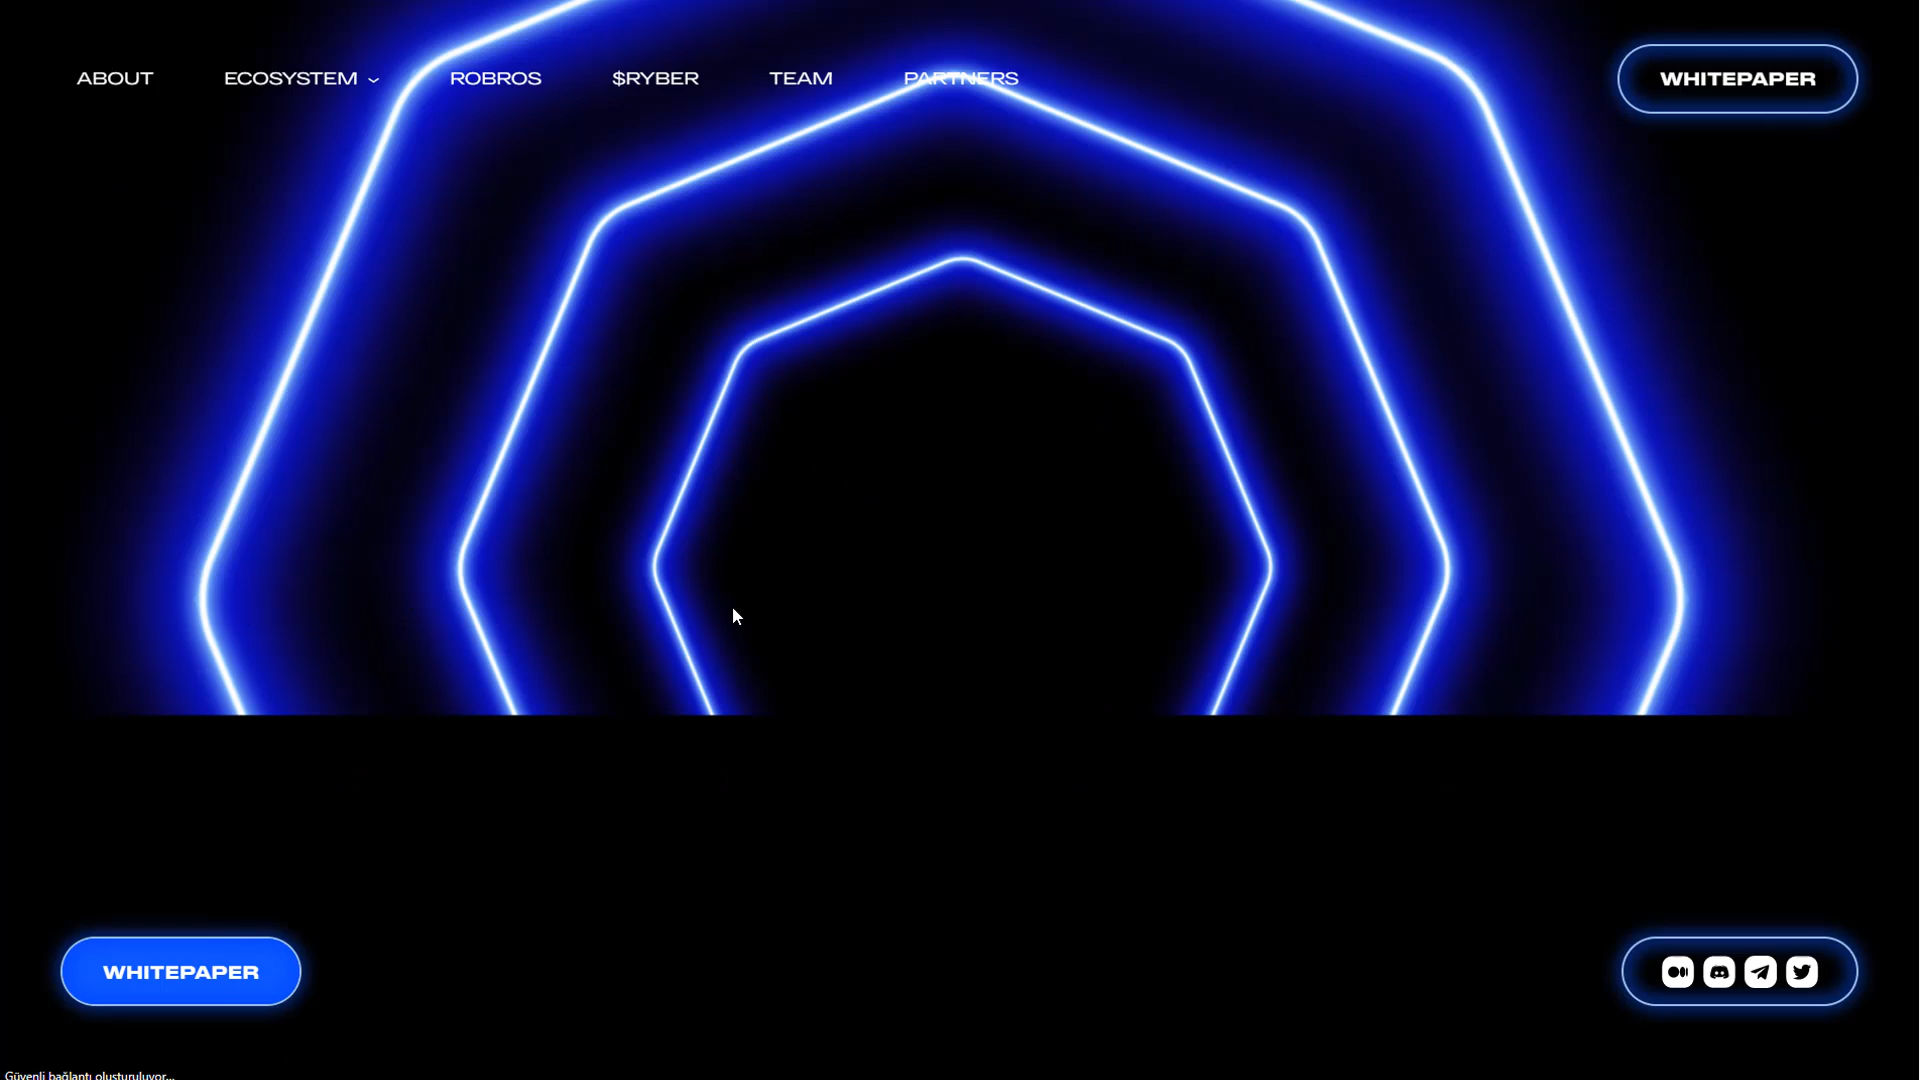 ABOUT
ECOSYSTEM
ROBROS
$RYBER
TEAM
PARTNERS
WHITEPAPER
WHITEPAPER
Güvenli bağlantı oluşturuluyor...